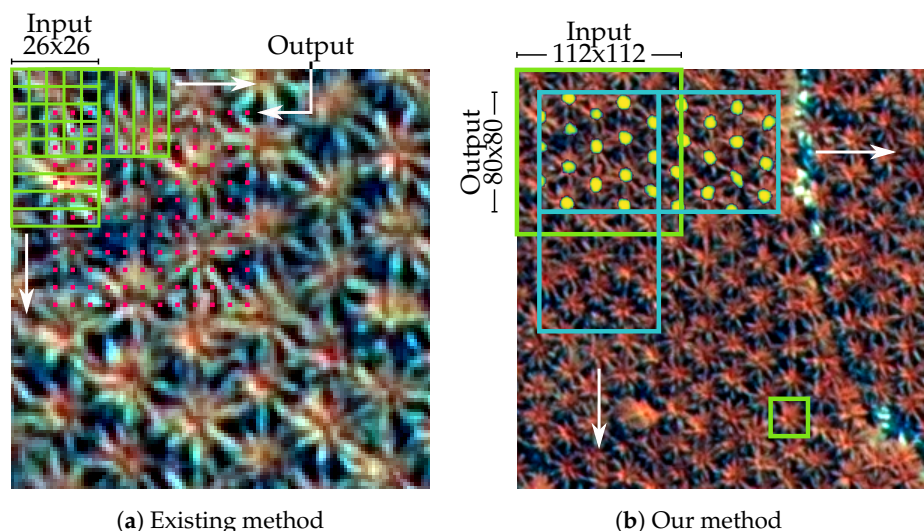 Input
26x26
Output
Input
112x112
Output
80x80
(a) Existing method
(b) Our method